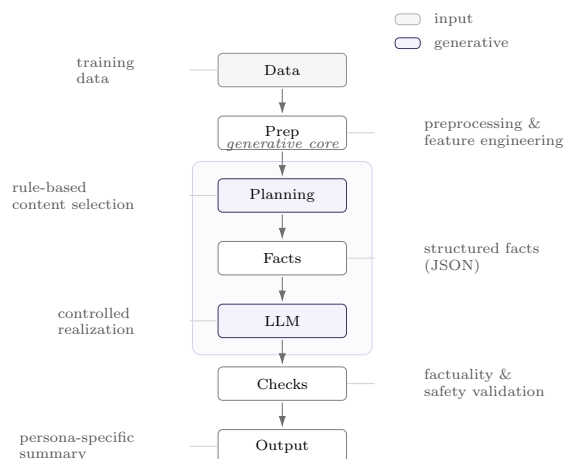 input
generative
training
data
Data
Prep
preprocessing &
feature engineering
generative core
rule-based
content selection
Planning
Facts
structured facts
(JSON)
controlled
realization
LLM
Checks
factuality &
safety validation
persona-specific
summary
Output